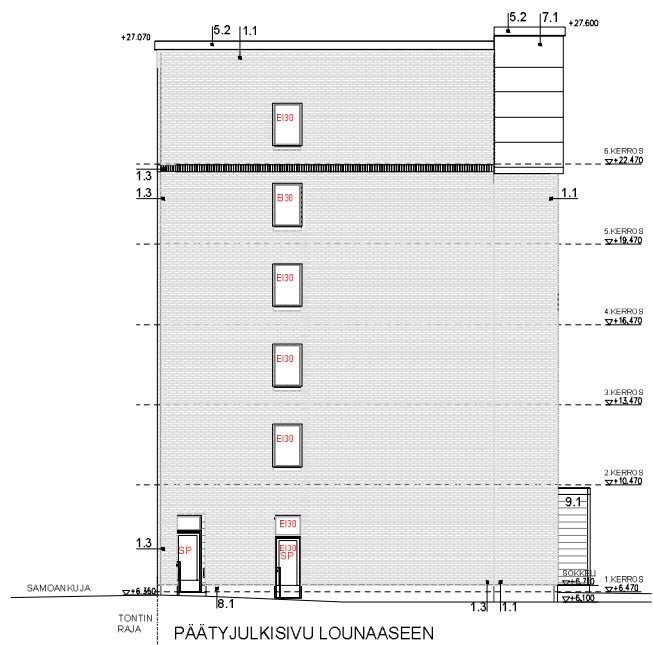 5.2
7.1
+27.600
5.2
1.1
+27.070
EI30
6.KERROS
+22.470
1.3
1.3
EI30
1.1
5.KERROS
+19.470
EI30
4.KERROS
+16.470
EI30
3.KERROS
+13.470
EI30
2.KERROS
+10.470
9.1
EI30
1.3
SP
EI30
SP
SOKKELI
+6.710
1.KERROS
+6.470
SAMOANKUJA
+6.100
8.1
1.3
1.1
TONTIN
RAJA
PÄÄTYJULKISIVU LOUNAASEEN